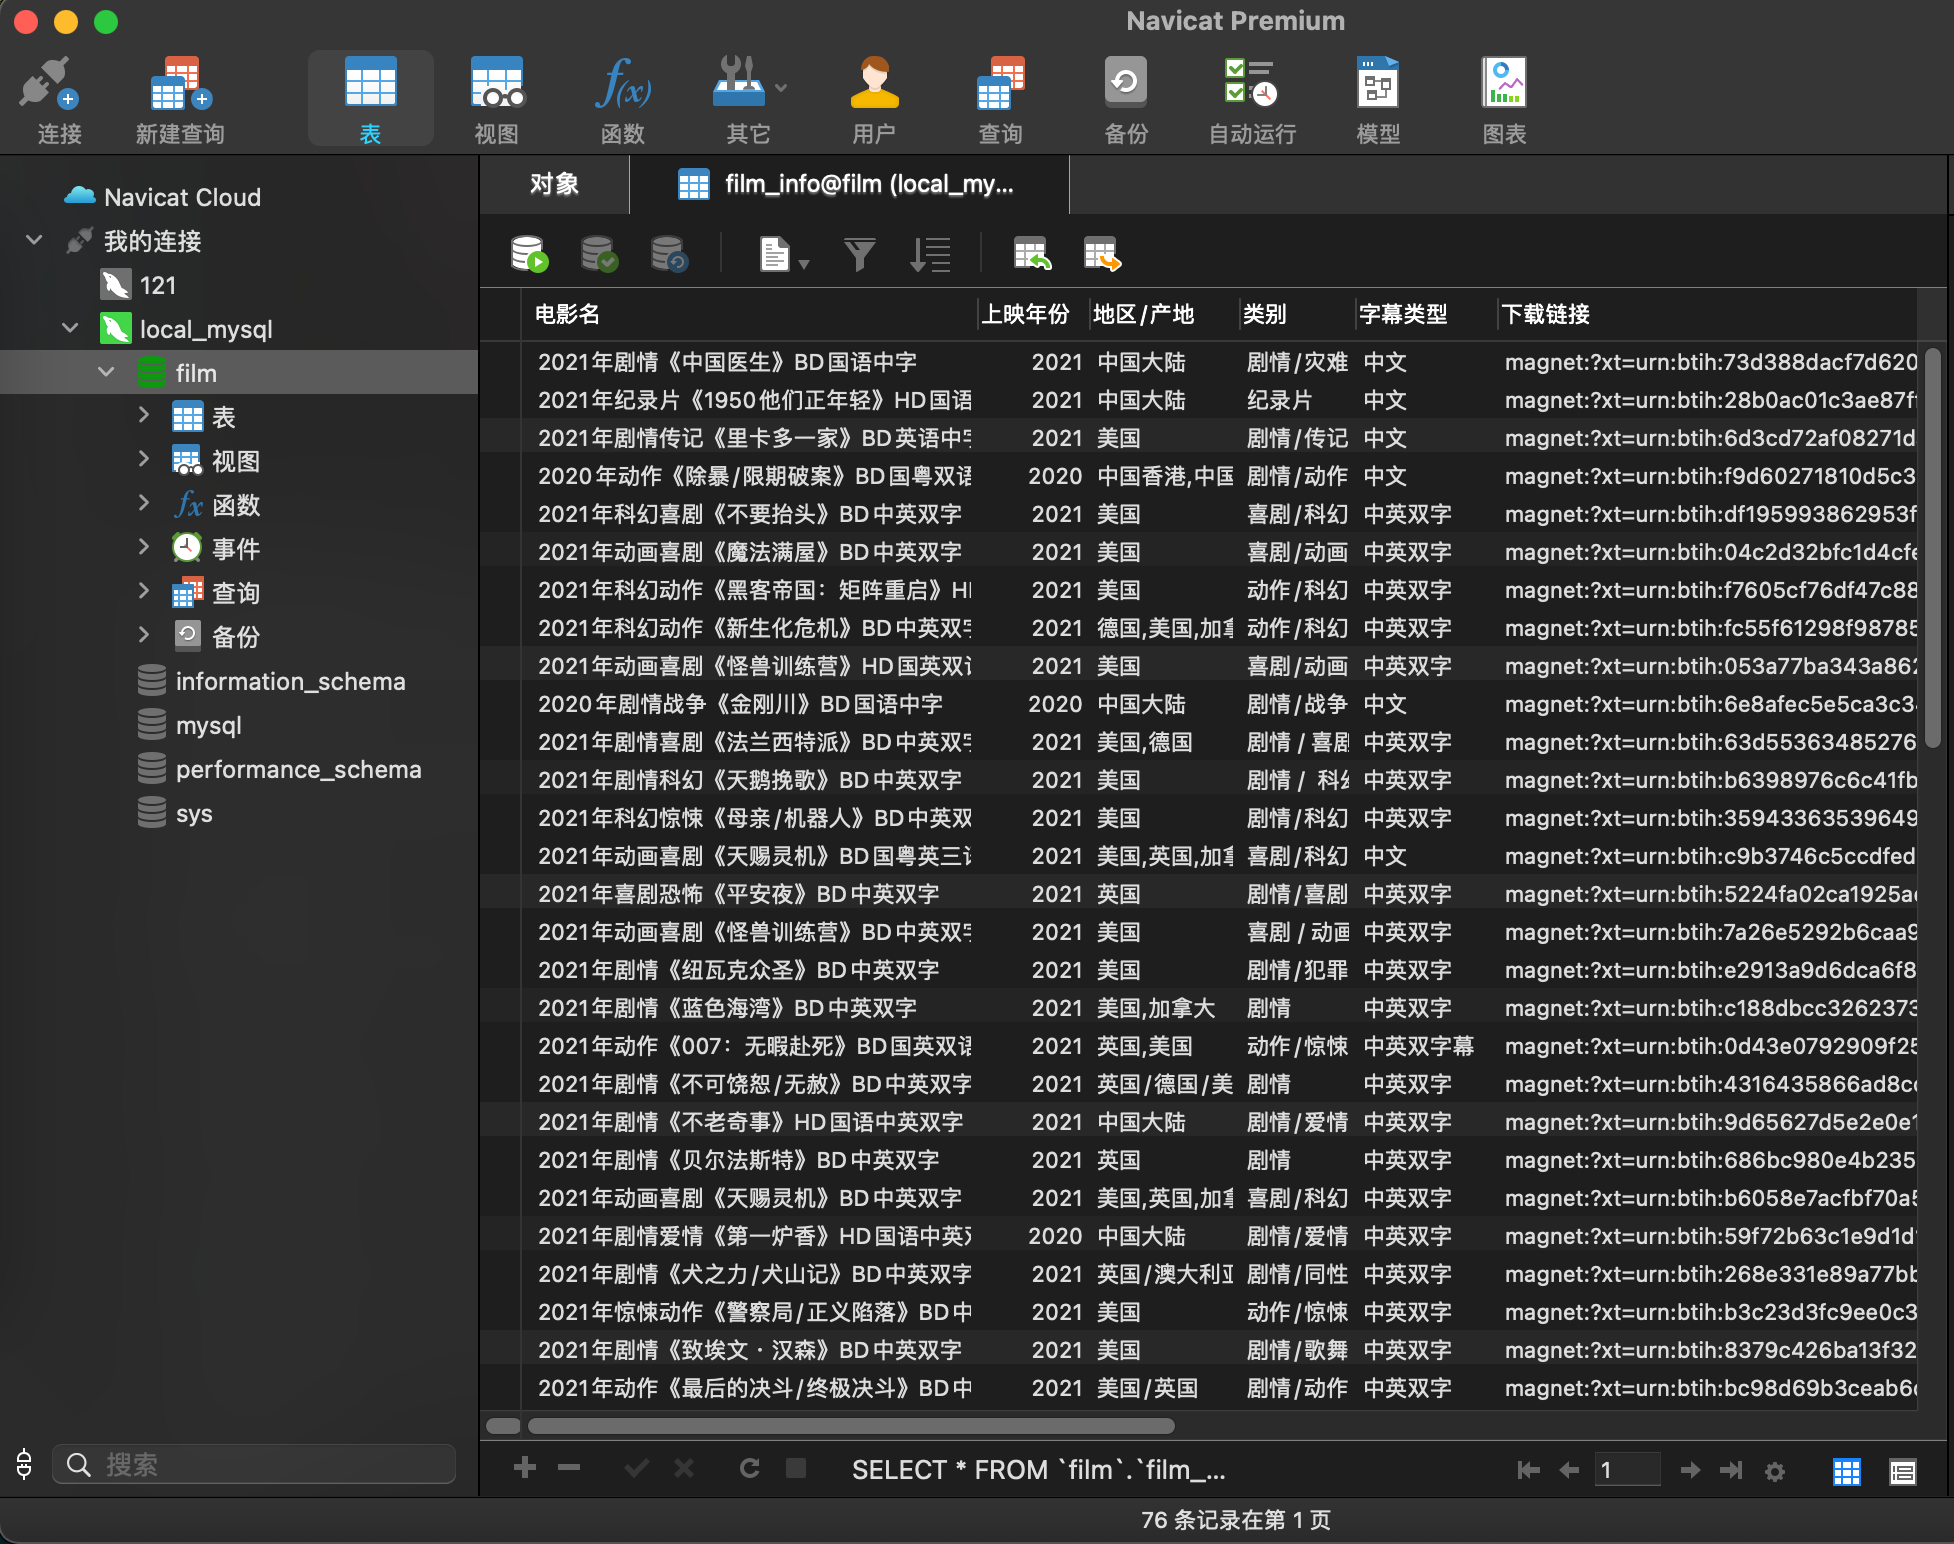 Navicat Premium
连接
新建查询
表
视图
函数
其它
用户
查询
备份
自动运行
模型
图表
Navicat Cloud
我的连接
121
local_mysql
film
表
视图
函数
事件
查询
备份
information_schema
mysql
performance_schema
sys
搜索
对象
film_info@film (local_my...
电影名 上映年份 地区/产地 类别 字幕类型 下载链接
2021年剧情《中国医生》BD国语中字 2021 中国大陆 剧情/灾难 中文 magnet:?xt=urn:btih:73d388dacf7d620
2021年纪录片《1950他们正年轻》HD国语 2021 中国大陆 纪录片 中文 magnet:?xt=urn:btih:28b0ac01c3ae87f
2021年剧情传记《里卡多一家》BD英语中字 2021 美国 剧情/传记 中文 magnet:?xt=urn:btih:6d3cd72af08271d
2020年动作《除暴/限期破案》BD国粤双语 2020 中国香港,中国 剧情/动作 中文 magnet:?xt=urn:btih:f9d60271810d5c3
2021年科幻喜剧《不要抬头》BD中英双字 2021 美国 喜剧/科幻 中英双字 magnet:?xt=urn:btih:df195993862953f
2021年动画喜剧《魔法满屋》BD中英双字 2021 美国 喜剧/动画 中英双字 magnet:?xt=urn:btih:04c2d32bfc1d4cfe
2021年科幻动作《黑客帝国：矩阵重启》H 2021 美国 动作/科幻 中英双字 magnet:?xt=urn:btih:f7605cf76df47c88
2021年科幻动作《新生化危机》BD中英双字 2021 德国,美国,加拿 动作/科幻 中英双字 magnet:?xt=urn:btih:fc55f61298f98785
2021年动画喜剧《怪兽训练营》HD国英双语 2021 美国 喜剧/动画 中英双字 magnet:?xt=urn:btih:053a77ba343a862
2020年剧情战争《金刚川》BD国语中字 2020 中国大陆 剧情/战争 中文 magnet:?xt=urn:btih:6e8afec5e5ca3c3
2021年剧情喜剧《法兰西特派》BD中英双字 2021 美国,德国 剧情 / 喜剧 中英双字 magnet:?xt=urn:btih:63d55363485276
2021年剧情科幻《天鹅挽歌》BD中英双字 2021 美国 剧情 / 科幻 中英双字 magnet:?xt=urn:btih:b6398976c6c41fb
2021年科幻惊悚《母亲/机器人》BD中英双 2021 美国 剧情/科幻 中英双字 magnet:?xt=urn:btih:35943363539649
2021年动画喜剧《天赐灵机》BD国粤英三语 2021 美国,英国,加拿 喜剧/科幻 中文 magnet:?xt=urn:btih:c9b3746c5ccdfed
2021年喜剧恐怖《平安夜》BD中英双字 2021 英国 剧情/喜剧 中英双字 magnet:?xt=urn:btih:5224fa02ca1925a
2021年动画喜剧《怪兽训练营》BD中英双字 2021 美国 喜剧 / 动画 中英双字 magnet:?xt=urn:btih:7a26e5292b6caa9
2021年剧情《纽瓦克众圣》BD中英双字 2021 美国 剧情/犯罪 中英双字 magnet:?xt=urn:btih:e2913a9d6dca6f8
2021年剧情《蓝色海湾》BD中英双字 2021 美国,加拿大 剧情 中英双字 magnet:?xt=urn:btih:c188dbcc3262373
2021年动作《007：无暇赴死》BD国英双语 2021 英国,美国 动作/惊悚 中英双字幕 magnet:?xt=urn:btih:0d43e0792909f25
2021年剧情《不可饶恕/无赦》BD中英双字 2021 英国/德国/美 剧情 中英双字 magnet:?xt=urn:btih:4316435866ad8c
2021年剧情《不老奇事》HD国语中英双字 2021 中国大陆 剧情/爱情 中英双字 magnet:?xt=urn:btih:9d65627d5e2e0e1
2021年剧情《贝尔法斯特》BD中英双字 2021 英国 剧情 中英双字 magnet:?xt=urn:btih:686bc980e4b235
2021年动画喜剧《天赐灵机》BD中英双字 2021 美国,英国,加拿 喜剧/科幻 中英双字 magnet:?xt=urn:btih:b6058e7acfbf70a5
2021年剧情爱情《第一炉香》HD国语中英双 2020 中国大陆 剧情/爱情 中英双字 magnet:?xt=urn:btih:59f72b63c1e9d1d
2021年剧情《犬之力/犬山记》BD中英双字 2021 英国/澳大利亚 剧情/同性 中英双字 magnet:?xt=urn:btih:268e331e89a77bb
2021年惊悚动作《警察局/正义陷落》BD中 2021 美国 动作/惊悚 中英双字 magnet:?xt=urn:btih:b3c23d3fc9ee0c3
2021年剧情《致埃文·汉森》BD中英双字 2021 美国 剧情/歌舞 中英双字 magnet:?xt=urn:btih:8379c426ba13f32
2021年动作《最后的决斗/终极决斗》BD中 2021 美国/英国 剧情/动作 中英双字 magnet:?xt=urn:btih:bc98d69b3ceab6
SELECT * FROM `film`.`film_...
1
76 条记录在第 1 页